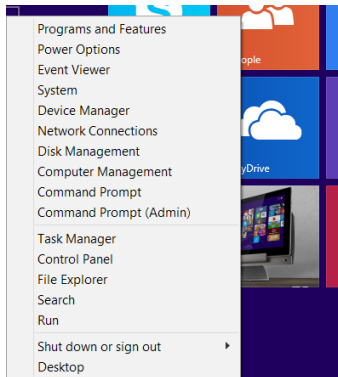 Programs and Features
Power Options
Event Viewer
System
Device Manager
Network Connections
Disk Management
Computer Management
Command Prompt
Command Prompt (Admin)
Task Manager
Control Panel
File Explorer
Search
Run
Shut down or sign out
Desktop